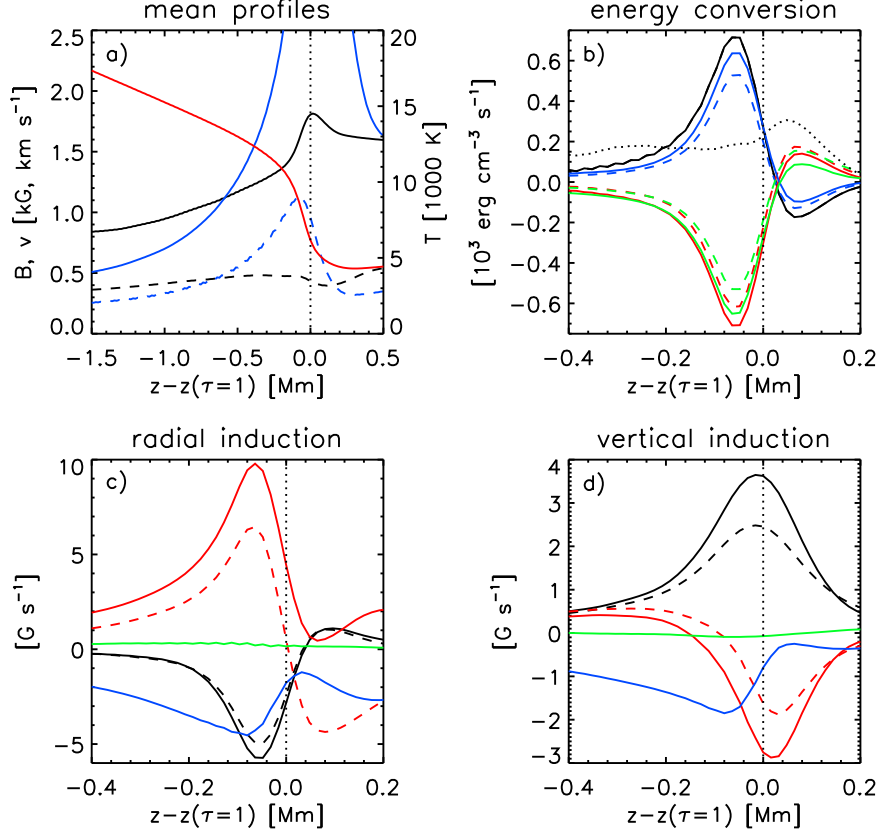 mean profiles
energy conversion
a)
B, v [kG, km s⁻¹]
2.5
2.0
1.5
1.0
0.5
0.0
20
15
10
5
0
T [1000 K]
-1.5 -1.0 -0.5 0.0 0.5
z-z(τ=1) [Mm]
b)
[10³ erg cm⁻³ s⁻¹]
0.6
0.4
0.2
0.0
-0.2
-0.4
-0.6
-0.4 -0.2 0.0 0.2
z-z(τ=1) [Mm]
radial induction
vertical induction
c)
[G s⁻¹]
10
5
0
-5
-0.4 -0.2 0.0 0.2
z-z(τ=1) [Mm]
d)
[G s⁻¹]
4
3
2
1
0
-1
-2
-3
-0.4 -0.2 0.0 0.2
z-z(τ=1) [Mm]